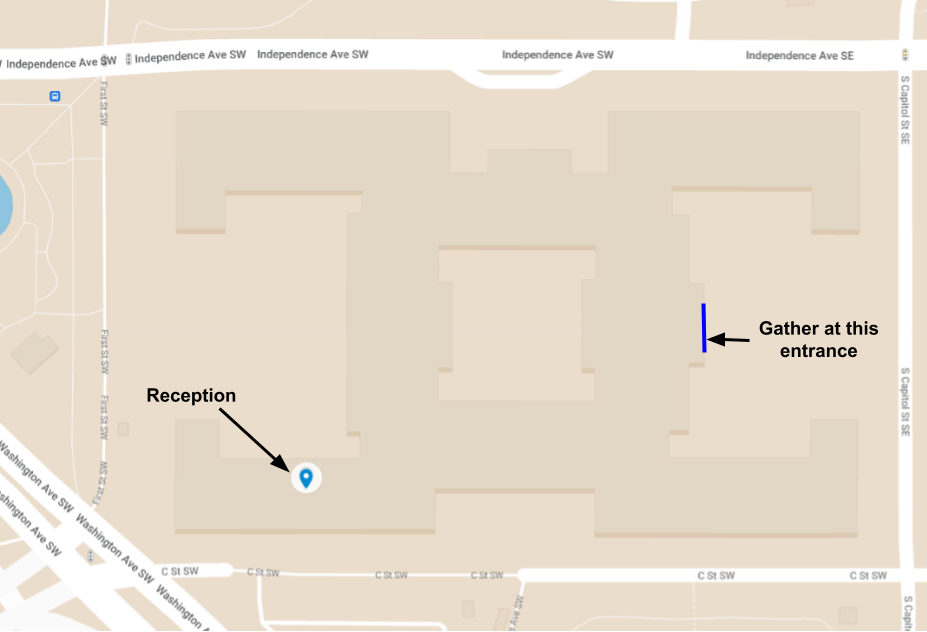 Independence Ave SW
Independence Ave SW
Independence Ave SW
Independence Ave SW
Independence Ave SE
First St SW
S Capitol St SE
Gather at this
entrance
First St SW
Reception
First St SW
S Capitol St SE
First St SW
Washington Ave SW
Washington Ave SW
Washington Ave SW
Washington A
C St SW
C St SW
C St SW
C St SW
C St SW
C St SW
Ave SW
S Capitol